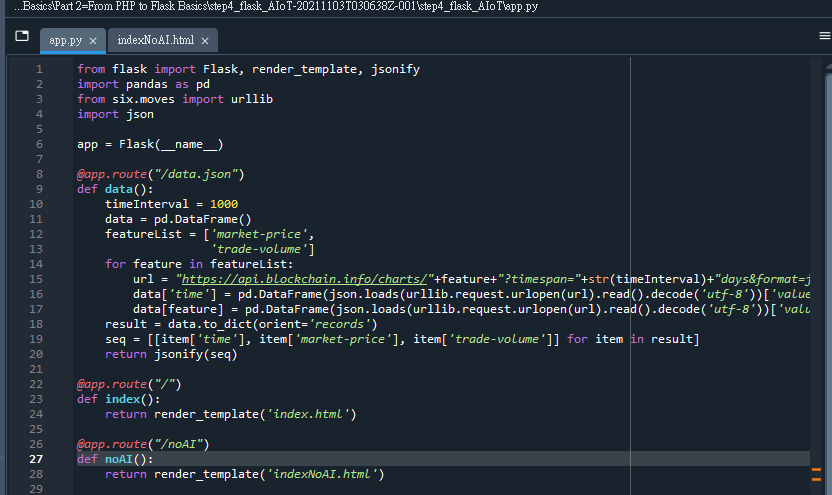 ...Basics\Part 2=From PHP to Flask Basics\step4_flask_AIoT-20211103T030638Z-001\step4_flask_AIoT\app.py
app.py × indexNoAI.html ×
1 from flask import Flask, render_template, jsonify
2 import pandas as pd
3 from six.moves import urllib
4 import json
5
6 app = Flask(__name__)
7
8 @app.route("/data.json")
9 def data():
10     timeInterval = 1000
11     data = pd.DataFrame()
12     featureList = ['market-price',
13                    'trade-volume']
14     for feature in featureList:
15         url = "https://api.blockchain.info/charts/"+feature+"?timespan="+str(timeInterval)+"days&format=j
16         data['time'] = pd.DataFrame(json.loads(urllib.request.urlopen(url).read().decode('utf-8'))['value
17         data[feature] = pd.DataFrame(json.loads(urllib.request.urlopen(url).read().decode('utf-8'))['valu
18     result = data.to_dict(orient='records')
19     seq = [[item['time'], item['market-price'], item['trade-volume']] for item in result]
20     return jsonify(seq)
21
22 @app.route("/")
23 def index():
24     return render_template('index.html')
25
26 @app.route("/noAI")
27 def noAI():
28     return render_template('indexNoAI.html')
29